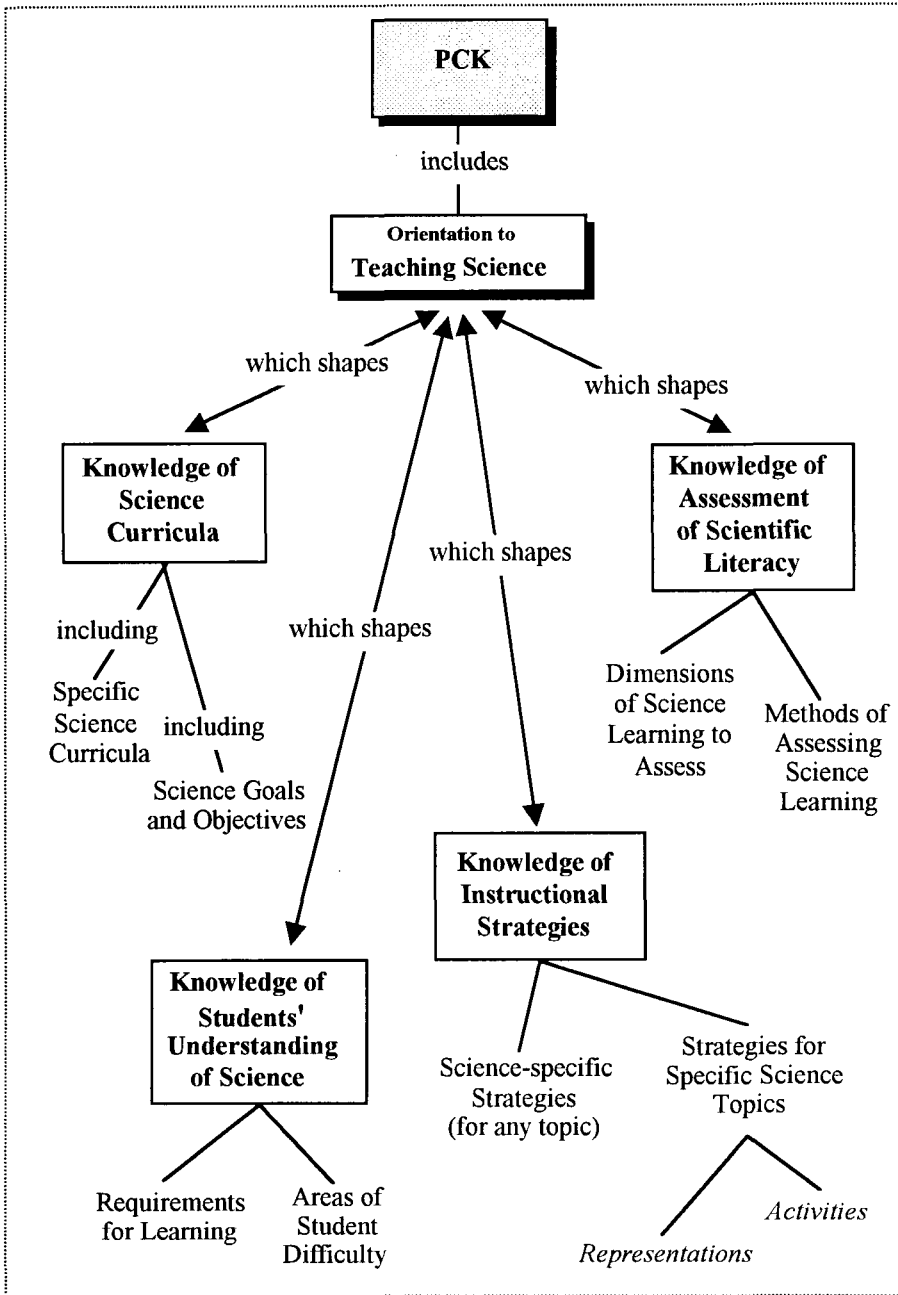 PCK
includes
Orientation to
Teaching Science
which shapes
which shapes
which shapes
which shapes
Knowledge of
Science
Curricula
including
Specific
Science
Curricula
including
Science Goals
and Objectives
Knowledge of
Assessment
of Scientific
Literacy
Dimensions
of Science
Learning to
Assess
Methods of
Assessing
Science
Learning
Knowledge of
Students'
Understanding
of Science
Requirements
for Learning
Areas of
Student
Difficulty
Knowledge of
Instructional
Strategies
Science-specific
Strategies
(for any topic)
Strategies for
Specific Science
Topics
Representations
Activities